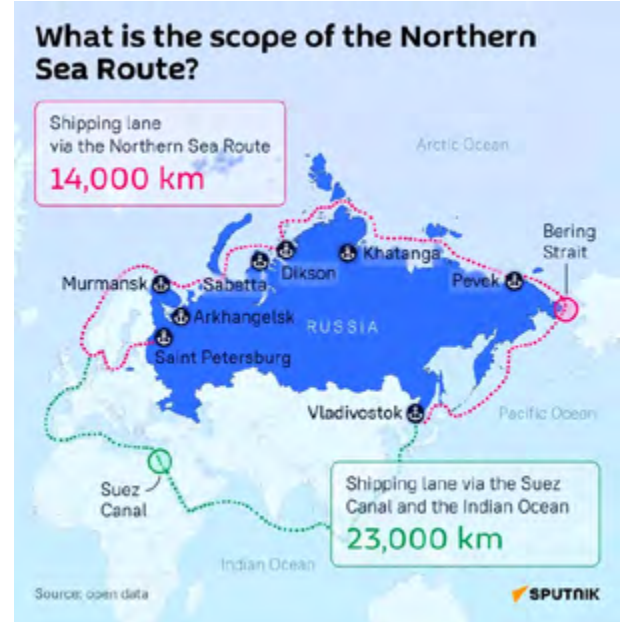 What is the scope of the Northern
Sea Route?
Shipping lane
via the Northern Sea Route
14,000 km
Arctic Ocean
Bering
Strait
Murmansk
Sabetta
Dikson
Khatanga
Pevek
Arkhangelsk
RUSSIA
Saint Petersburg
Vladivostok
Pacific Ocean
Suez
Canal
Shipping lane via the Suez
Canal and the Indian Ocean
23,000 km
Indian Ocean
Source: open data
SPUTNIK